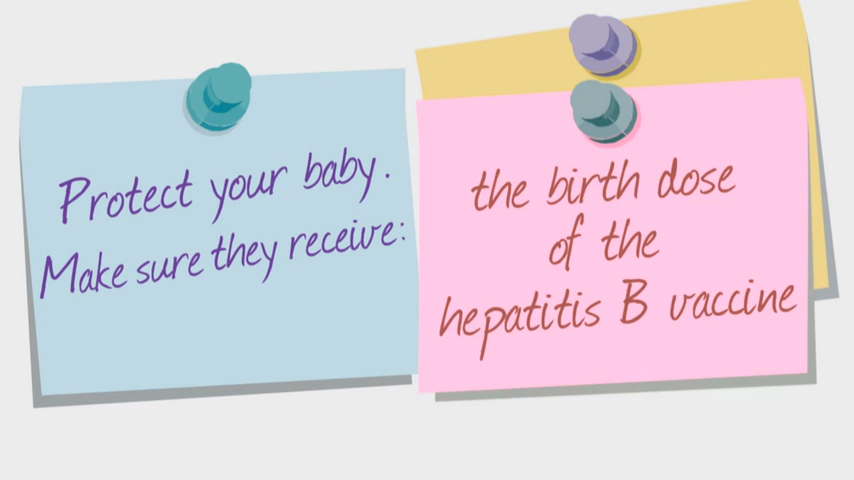 Protect your baby.
Make sure they receive:
the birth dose
of the
hepatitis B vaccine